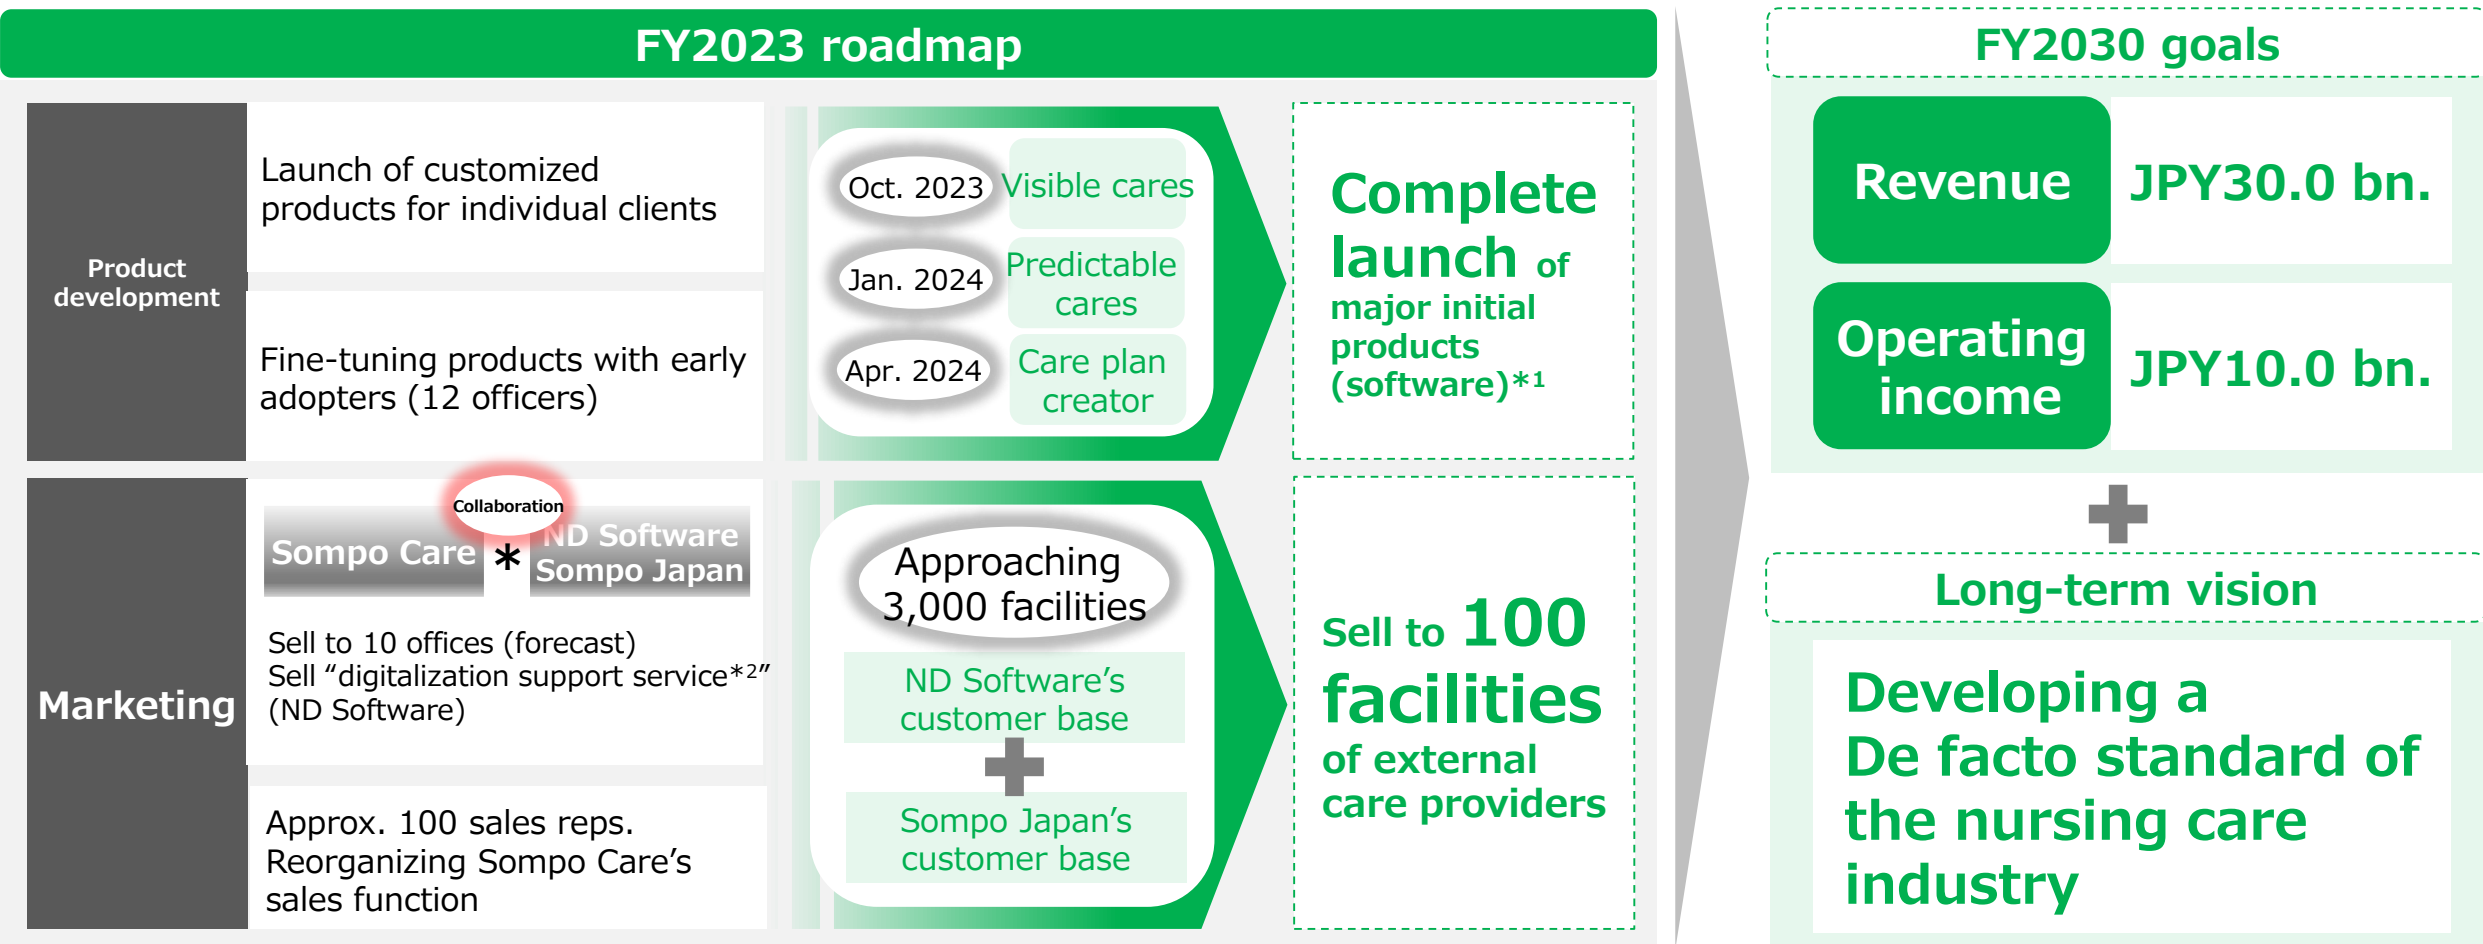 FY2023 roadmap
Product
development
Launch of customized
products for individual clients
Fine-tuning products with early
adopters (12 officers)
Oct. 2023
Visible cares
Jan. 2024
Predictable
cares
Apr. 2024
Care plan
creator
Complete
launch of
major initial
products
(software)*1
Marketing
Collaboration
Sompo Care
*
ND Software
Sompo Japan
Sell to 10 offices (forecast)
Sell “digitalization support service*2”
(ND Software)
Approx. 100 sales reps.
Reorganizing Sompo Care’s
sales function
Approaching
3,000 facilities
ND Software’s
customer base
Sompo Japan’s
customer base
Sell to 100
facilities
of external
care providers
FY2030 goals
Revenue
JPY30.0 bn.
Operating
income
JPY10.0 bn.
Long-term vision
Developing a
De facto standard of
the nursing care
industry